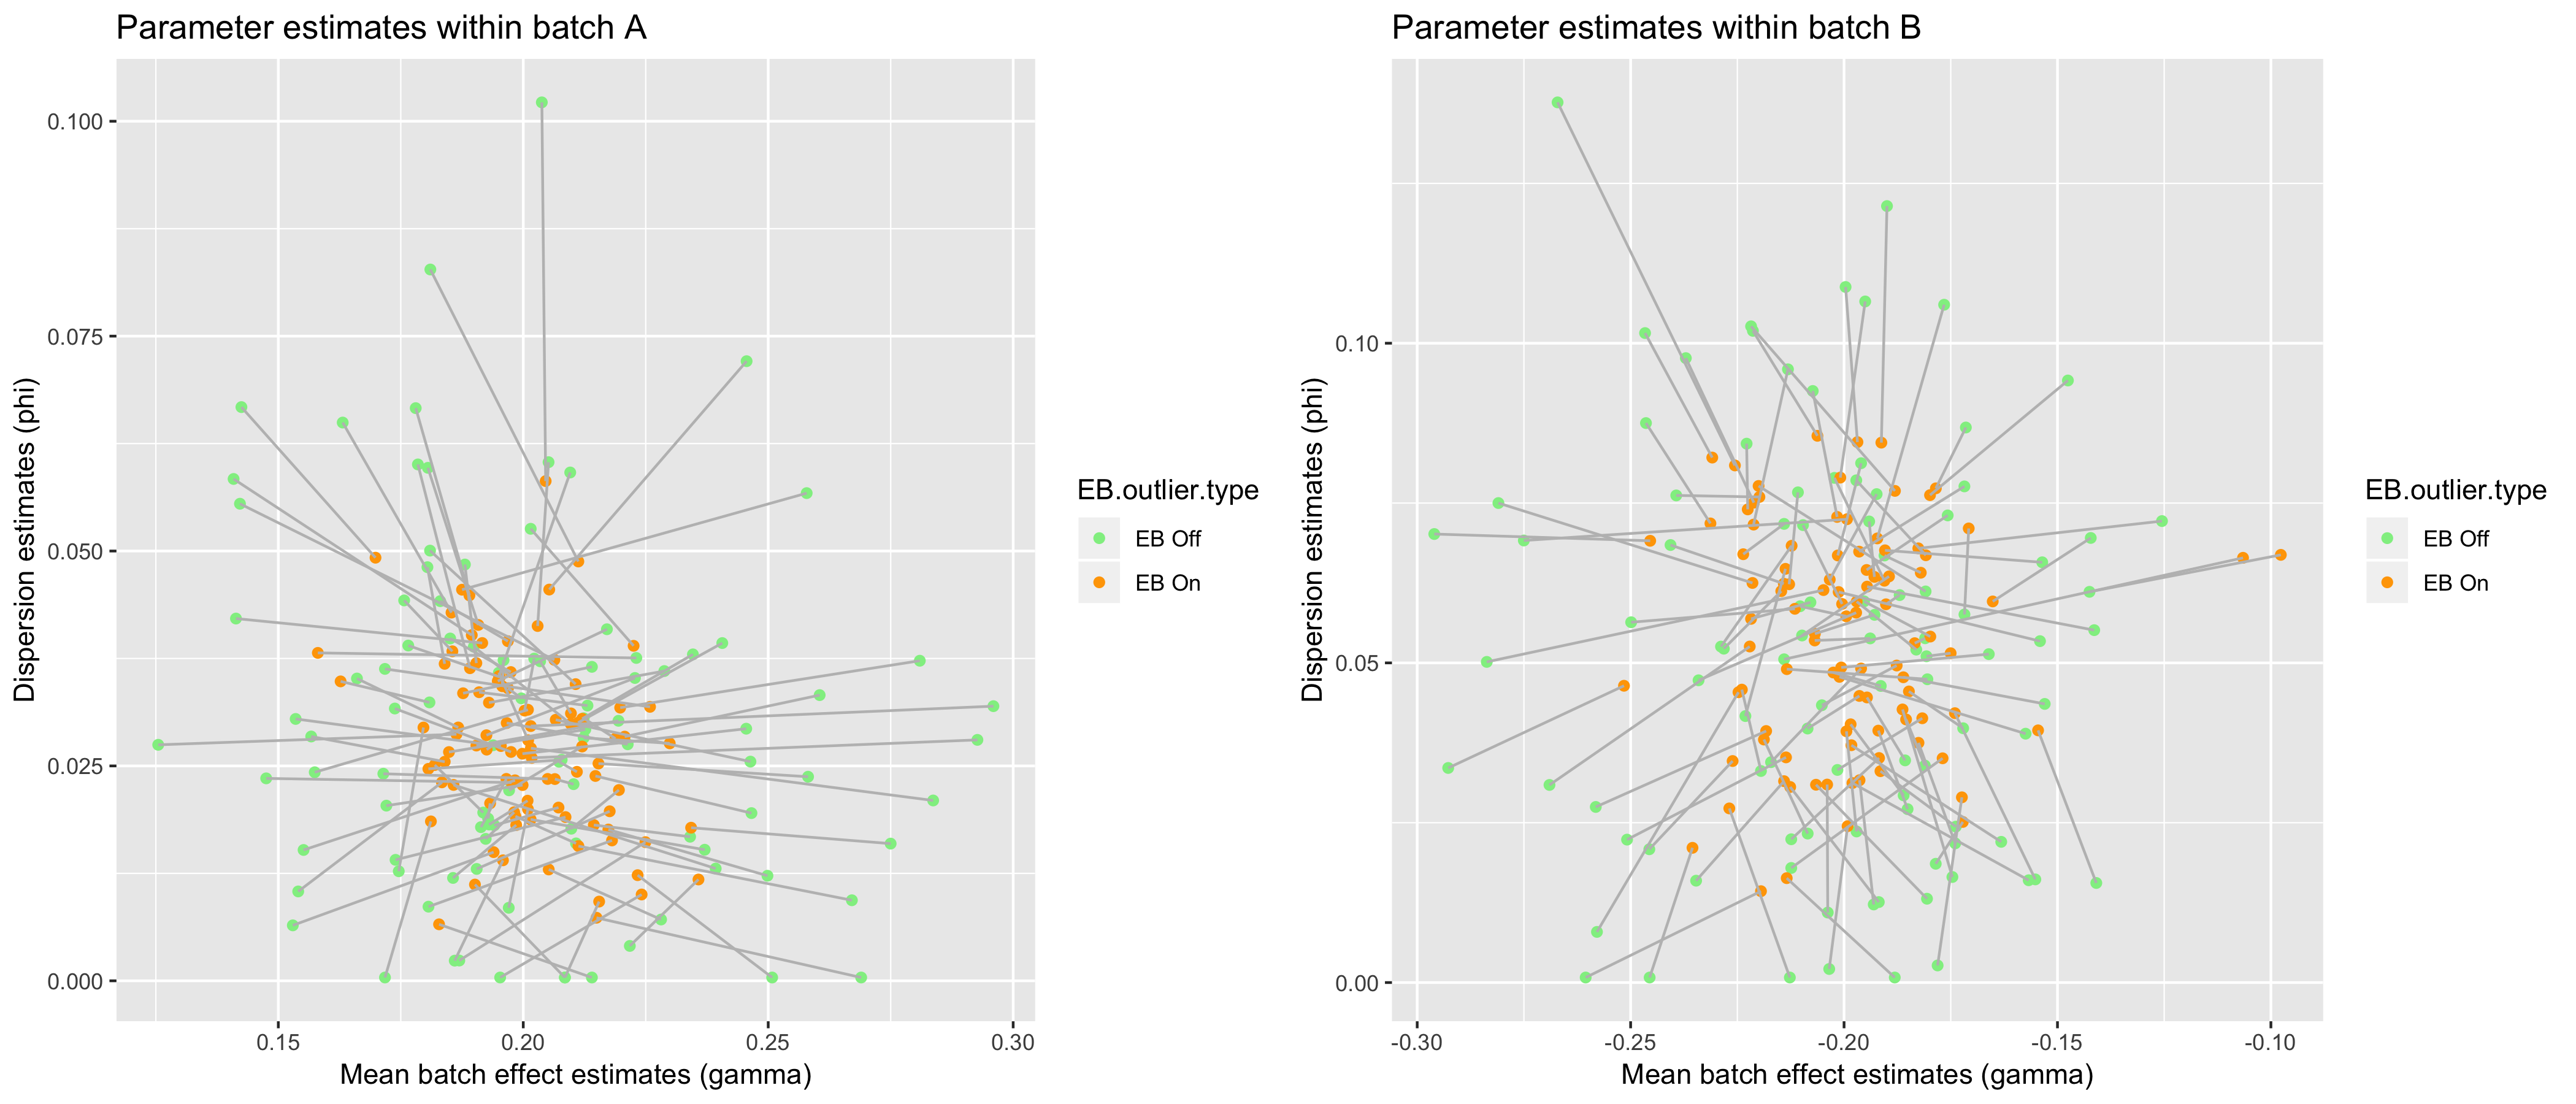 Parameter estimates within batch A
0.100
0.075
0.050
0.025
0.000
Dispersion estimates (phi)
0.15 0.20 0.25 0.30
Mean batch effect estimates (gamma)
EB.outlier.type
EB Off
EB On
Parameter estimates within batch B
0.10
0.05
0.00
Dispersion estimates (phi)
-0.30 -0.25 -0.20 -0.15 -0.10
Mean batch effect estimates (gamma)
EB.outlier.type
EB Off
EB On